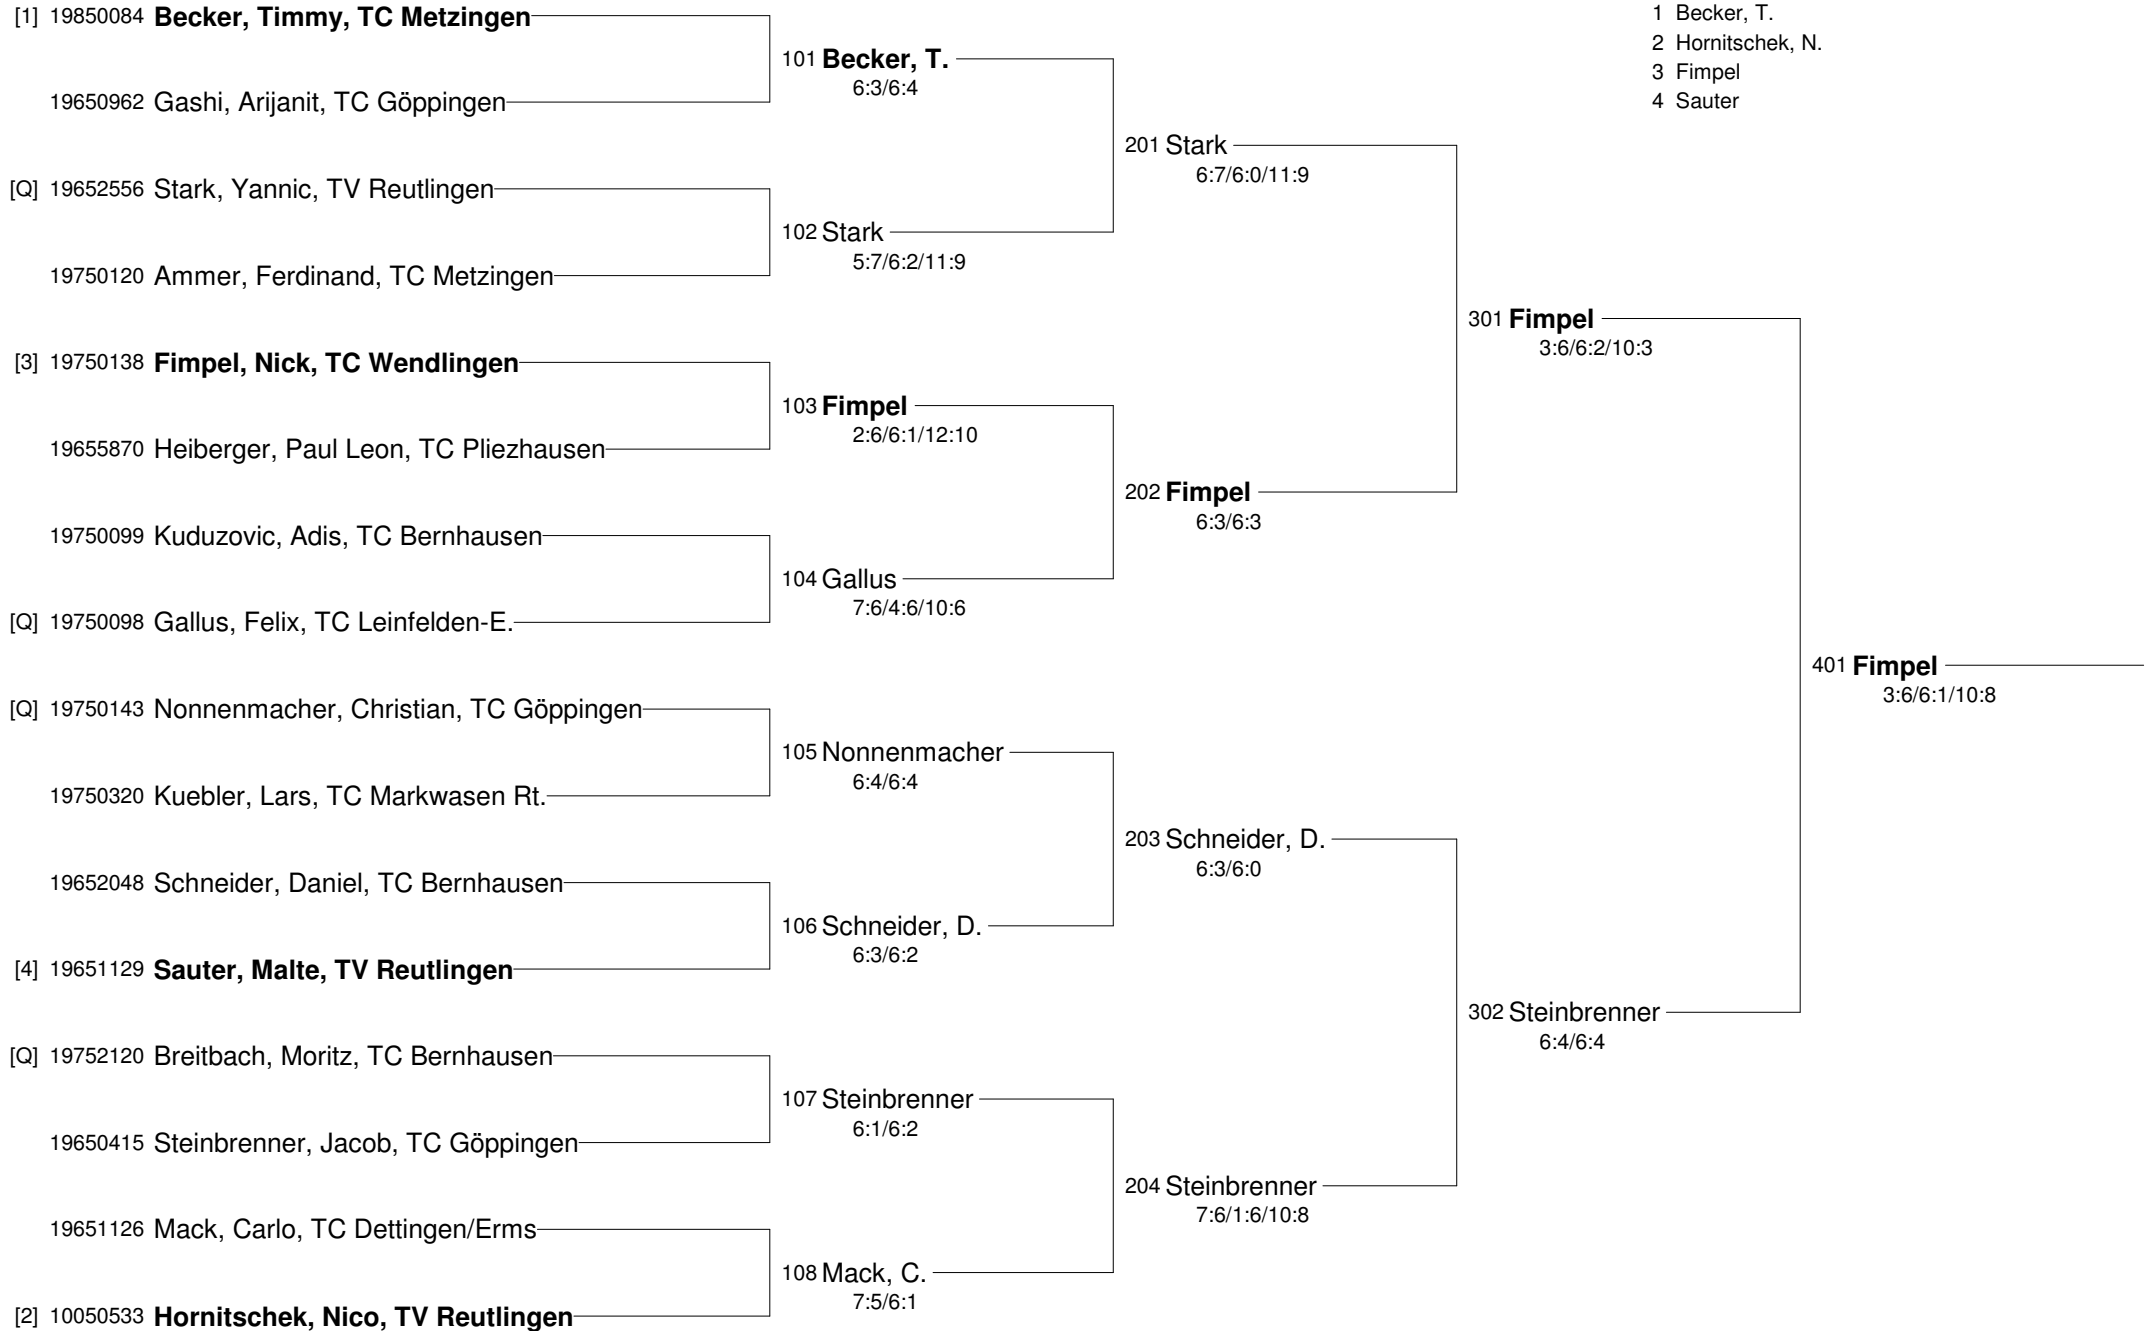 [1] 19850084 Becker, Timmy, TC Metzingen
19650962 Gashi, Arijanit, TC Göppingen
[Q] 19652556 Stark, Yannic, TV Reutlingen
19750120 Ammer, Ferdinand, TC Metzingen
[3] 19750138 Fimpel, Nick, TC Wendlingen
19655870 Heiberger, Paul Leon, TC Pliezhausen
19750099 Kuduzovic, Adis, TC Bernhausen
[Q] 19750098 Gallus, Felix, TC Leinfelden-E.
[Q] 19750143 Nonnenmacher, Christian, TC Göppingen
19750320 Kuebler, Lars, TC Markwasen Rt.
19652048 Schneider, Daniel, TC Bernhausen
[4] 19651129 Sauter, Malte, TV Reutlingen
[Q] 19752120 Breitbach, Moritz, TC Bernhausen
19650415 Steinbrenner, Jacob, TC Göppingen
19651126 Mack, Carlo, TC Dettingen/Erms
[2] 10050533 Hornitschek, Nico, TV Reutlingen
101 Becker, T.
6:3/6:4
102 Stark
5:7/6:2/11:9
103 Fimpel
2:6/6:1/12:10
104 Gallus
7:6/4:6/10:6
105 Nonnenmacher
6:4/6:4
106 Schneider, D.
6:3/6:2
107 Steinbrenner
6:1/6:2
108 Mack, C.
7:5/6:1
201 Stark
6:7/6:0/11:9
202 Fimpel
6:3/6:3
203 Schneider, D.
6:3/6:0
204 Steinbrenner
7:6/1:6/10:8
301 Fimpel
3:6/6:2/10:3
302 Steinbrenner
6:4/6:4
401 Fimpel
3:6/6:1/10:8
1 Becker, T.
2 Hornitschek, N.
3 Fimpel
4 Sauter